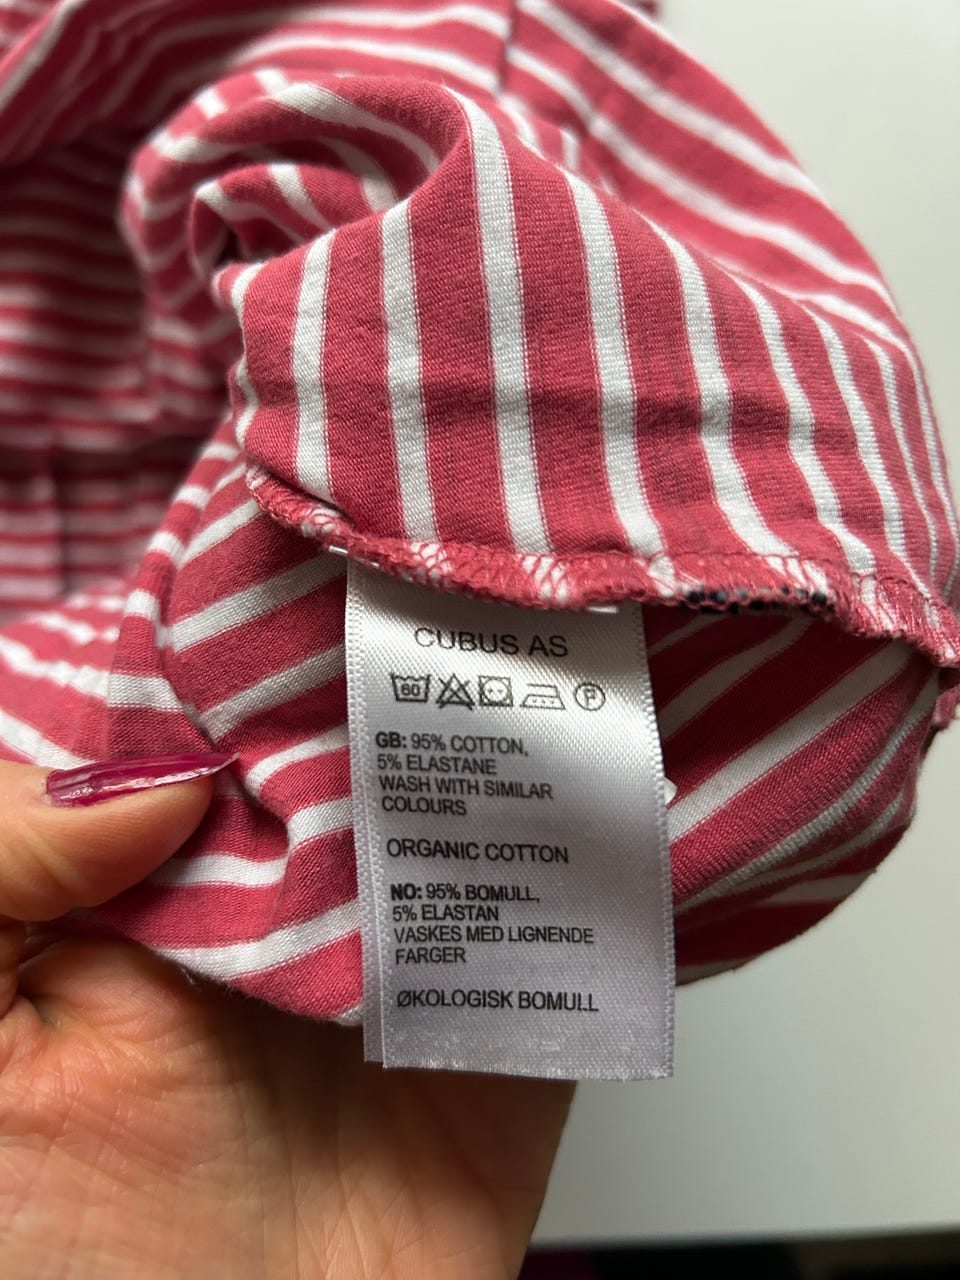 CUBUS AS
60 P
GB: 95% COTTON,
5% ELASTANE
WASH WITH SIMILAR
COLOURS
ORGANIC COTTON
NO: 95% BOMULL,
5% ELASTAN
VASKES MED LIGNENDE
FARGER
ØKOLOGISK BOMULL